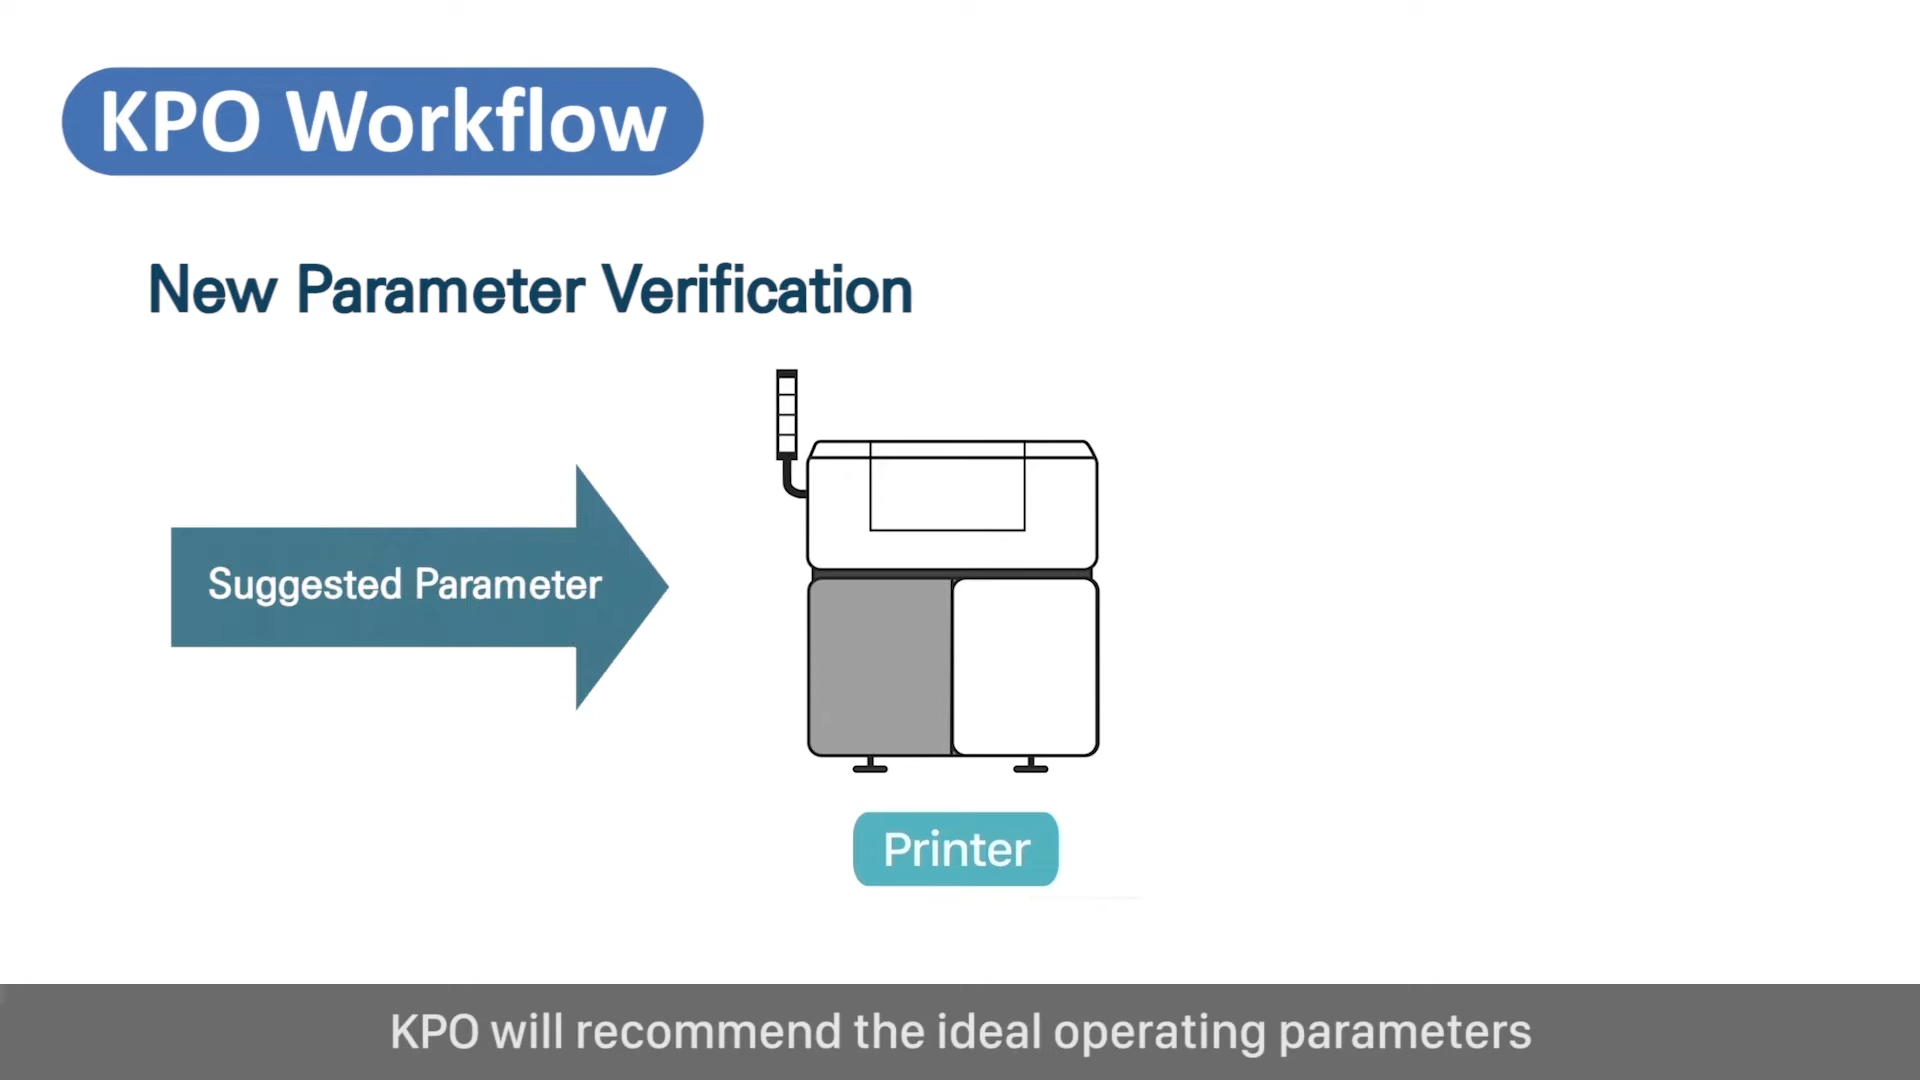 KPO Workflow
New Parameter Verification
Suggested Parameter
Printer
KPO will recommend the ideal operating parameters